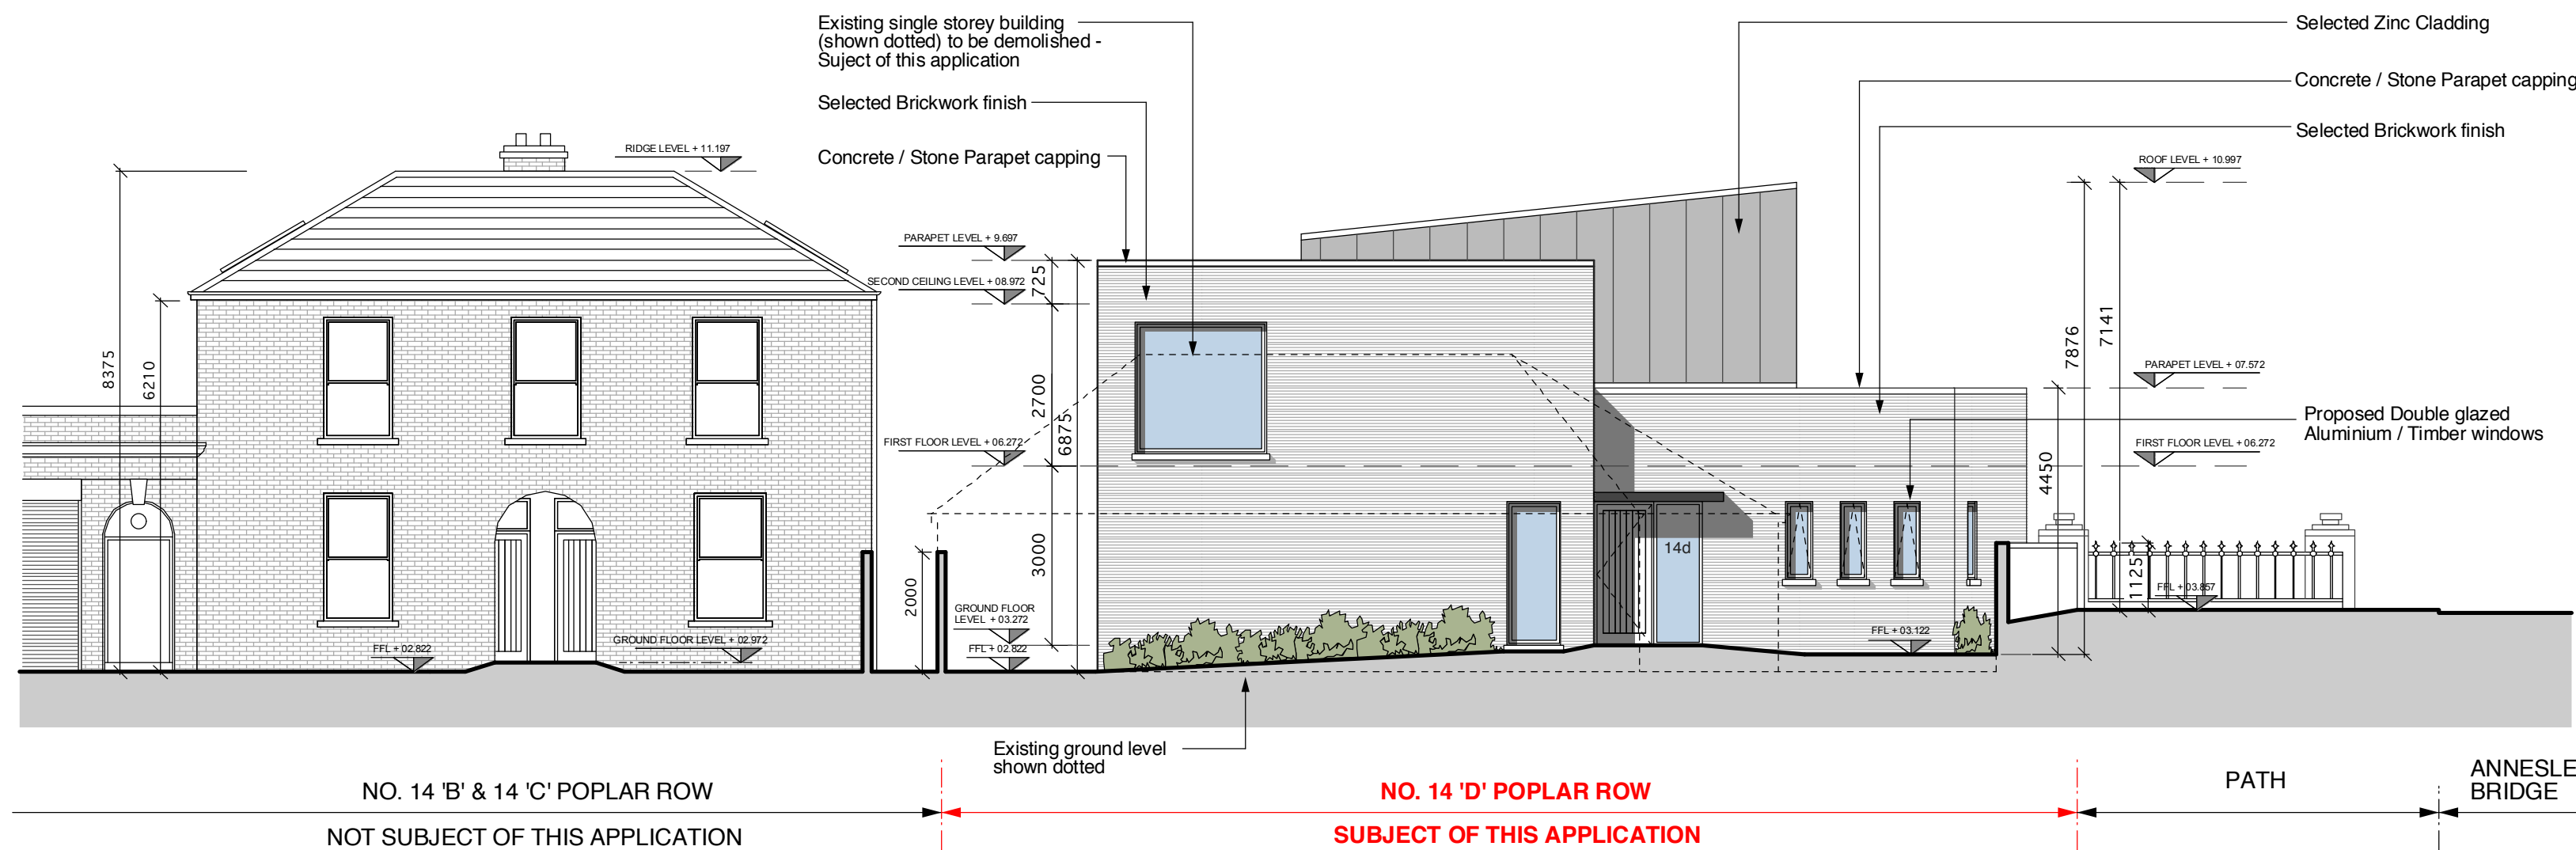 Existing single storey building
(shown dotted) to be demolished -
Suject of this application
Selected Brickwork finish
Concrete / Stone Parapet capping
Selected Zinc Cladding
Concrete / Stone Parapet capping
Selected Brickwork finish
Proposed Double glazed
Aluminium / Timber windows
RIDGE LEVEL + 11.197
8375
6210
FFL + 02.822
GROUND FLOOR LEVEL + 02.972
PARAPET LEVEL + 9.697
SECOND CEILING LEVEL + 08.972
FIRST FLOOR LEVEL + 06.272
GROUND FLOOR
LEVEL + 03.272
FFL + 02.822
2000
725
2700
6875
3000
14d
FFL + 03.122
ROOF LEVEL + 10.997
7876
7141
PARAPET LEVEL + 07.572
FIRST FLOOR LEVEL + 06.272
4450
1125
FFL + 03.857
Existing ground level
shown dotted
NO. 14 'B' & 14 'C' POPLAR ROW
NOT SUBJECT OF THIS APPLICATION
NO. 14 'D' POPLAR ROW
SUBJECT OF THIS APPLICATION
PATH
ANNESLE
BRIDGE